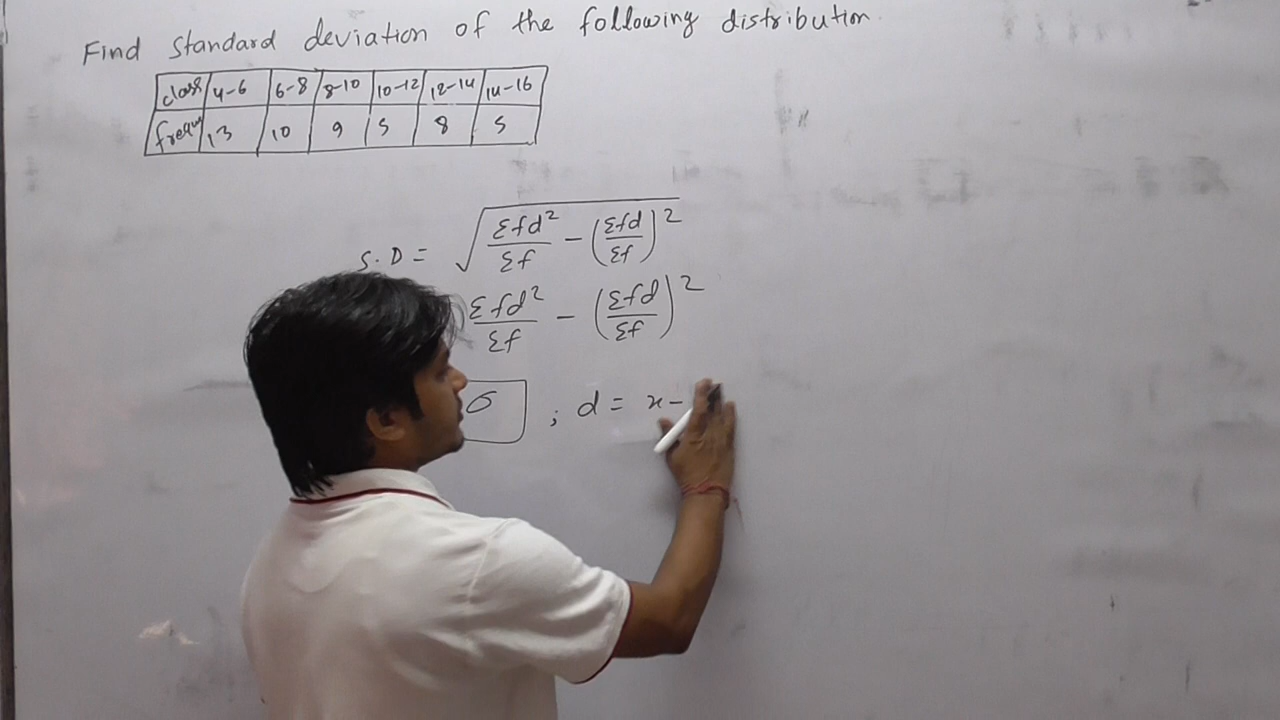 Find standard deviation of the following distribution.
class 4-6 6-8 8-10 10-12 12-14 14-16
13 10 9 5 8 5
S.D = √(Σfd²/Σf - (Σfd/Σf)²)
Σfd²/Σf - (Σfd/Σf)²
σ ; d = x -